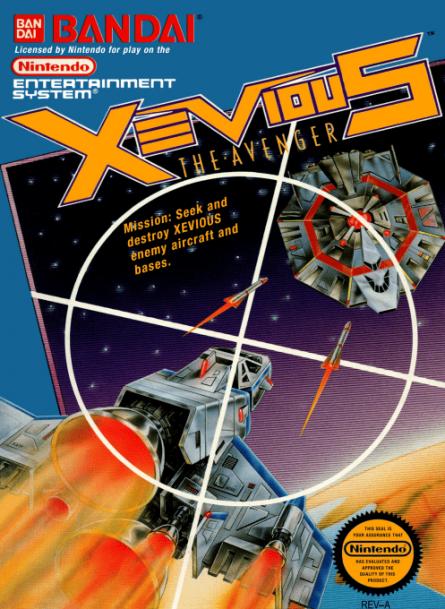 BAN
DAI
BANDAI®
Licensed by Nintendo for play on the
Nintendo
ENTERTAINMENT
SYSTEM®
XEVIOUS™
THE AVENGER
Mission: Seek and
destroy XEVIOUS
enemy aircraft and
bases.
THIS SEAL IS
YOUR ASSURANCE THAT
Nintendo
HAS EVALUATED AND
APPROVED THE
QUALITY OF THIS
PRODUCT.
REV-A